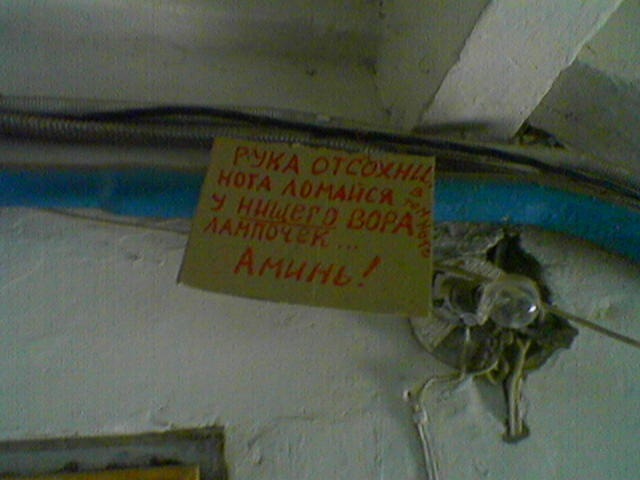 РУКА ОТСОХНИ,
НОГА ЛОМАЙСЯ
У НИЩЕГО ВОРА
ЛАМПОЧЕК...
АМИНЬ!